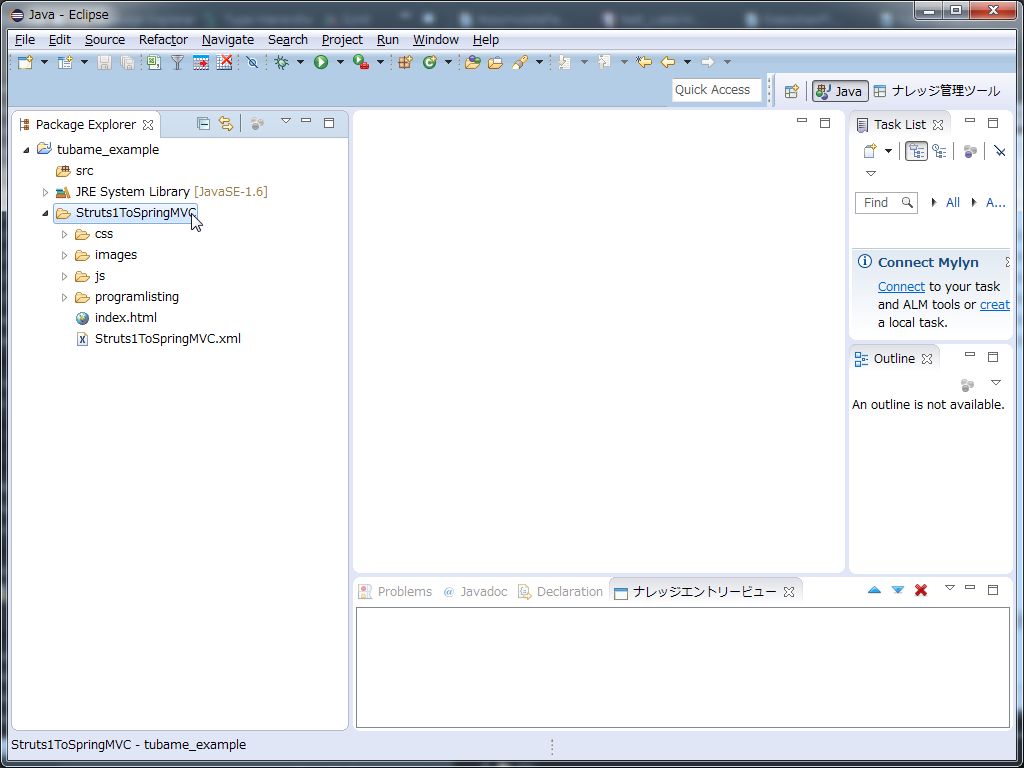 Java - Eclipse
File Edit Source Refactor Navigate Search Project Run Window Help
Quick Access
Java
ナレッジ管理ツール
Package Explorer
tubame_example
src
JRE System Library [JavaSE-1.6]
Struts1ToSpringMVC
css
images
js
programlisting
index.html
Struts1ToSpringMVC.xml
Task List
Find
All
A...
Connect Mylyn
Connect to your task
and ALM tools or creat
a local task.
Outline
An outline is not available.
Problems
@ Javadoc
Declaration
ナレッジエントリービュー
Struts1ToSpringMVC - tubame_example